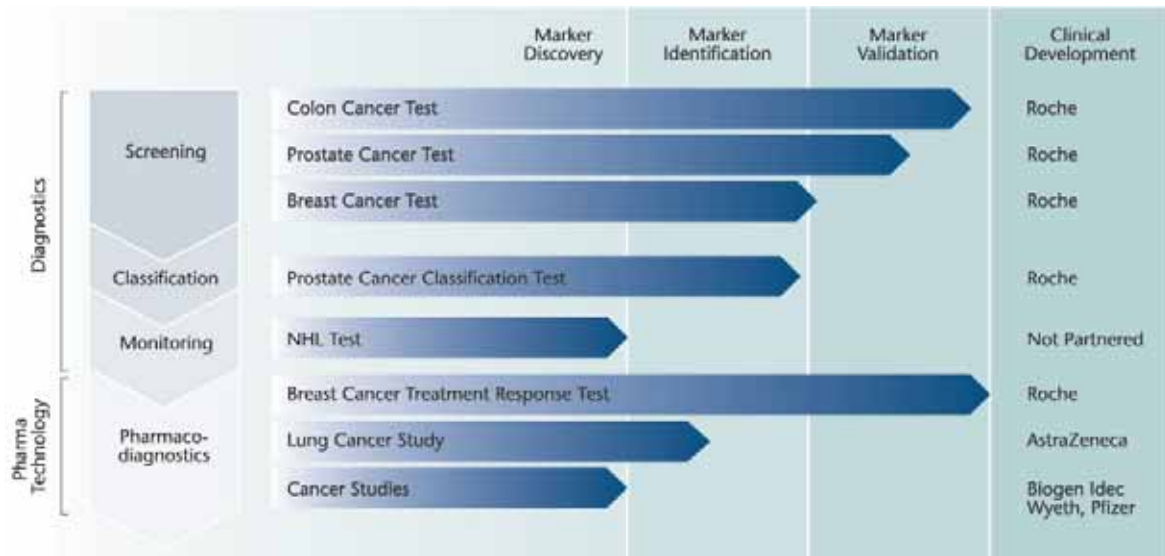 Marker
Discovery
Marker
Identification
Marker
Validation
Clinical
Development
Diagnostics
Screening
Colon Cancer Test
Roche
Prostate Cancer Test
Roche
Breast Cancer Test
Roche
Classification
Prostate Cancer Classification Test
Roche
Monitoring
NHL Test
Not Partnered
Pharma
Technology
Pharmaco-
diagnostics
Breast Cancer Treatment Response Test
Roche
Lung Cancer Study
AstraZeneca
Cancer Studies
Biogen Idec
Wyeth, Pfizer